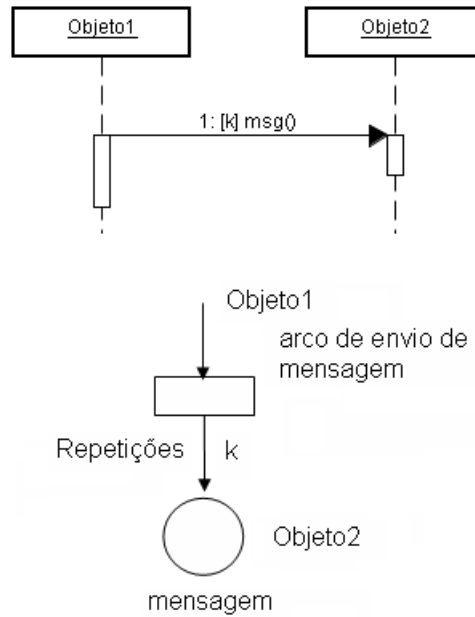 Objeto1
Objeto2
1: [k] msg()
Objeto1
arco de envio de
mensagem
Repetições
k
Objeto2
mensagem